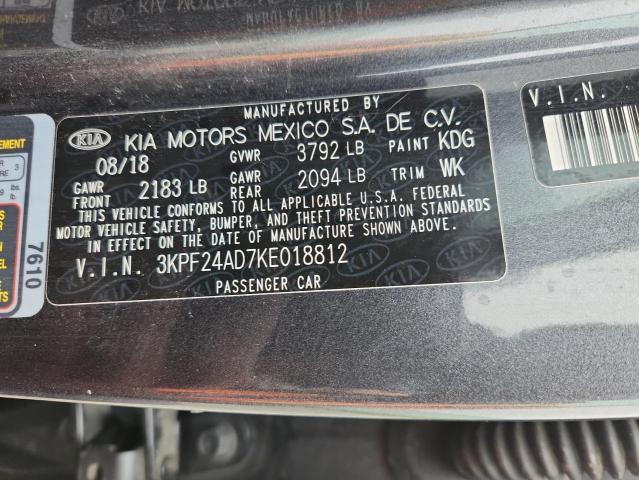 MANUFACTURED BY
KIA KIA MOTORS MEXICO S.A. DE C.V.
08/18 GVWR 3792 LB PAINT KDG
GAWR FRONT 2183 LB GAWR REAR 2094 LB TRIM WK
THIS VEHICLE CONFORMS TO ALL APPLICABLE U.S.A. FEDERAL
MOTOR VEHICLE SAFETY, BUMPER, AND THEFT PREVENTION STANDARDS
IN EFFECT ON THE DATE OF MANUFACTURE SHOWN ABOVE.
V.I.N. 3KPF24AD7KE018812
PASSENGER CAR
V.I.N.
7610